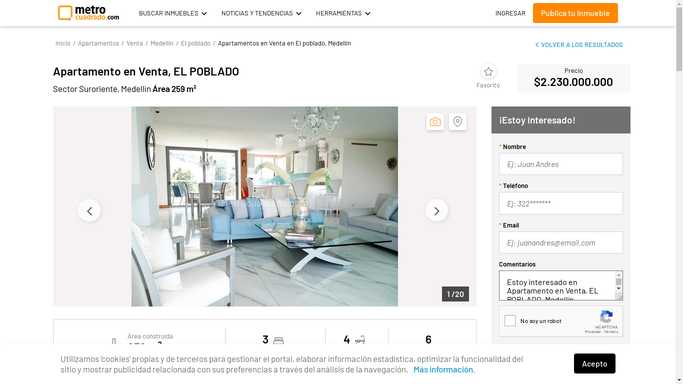 metro
cuadrado.com
BUSCAR INMUEBLES
NOTICIAS Y TENDENCIAS
HERRAMIENTAS
INGRESAR
Publica tu Inmueble
Inicio / Apartamentos / Venta / Medellín / El poblado / Apartamentos en Venta en El poblado, Medellín
VOLVER A LOS RESULTADOS
Apartamento en Venta, EL POBLADO
Sector Suroriente, Medellín Área 259 m²
Favorito
Precio
$2.230.000.000
¡Estoy Interesado!
* Nombre
Ej: Juan Andres
* Teléfono
Ej: 322*******
* Email
Ej: juanandres@email.com
Comentarios
Estoy interesado en
Apartamento en Venta, EL
POBLADO, Medellín
No soy un robot
reCAPTCHA
Privacidad - Términos
1 / 20
Área construida
3
4
6
Utilizamos 'cookies' propias y de terceros para gestionar el portal, elaborar información estadística, optimizar la funcionalidad del
sitio y mostrar publicidad relacionada con sus preferencias a través del análisis de la navegación. Más información.
Acepto